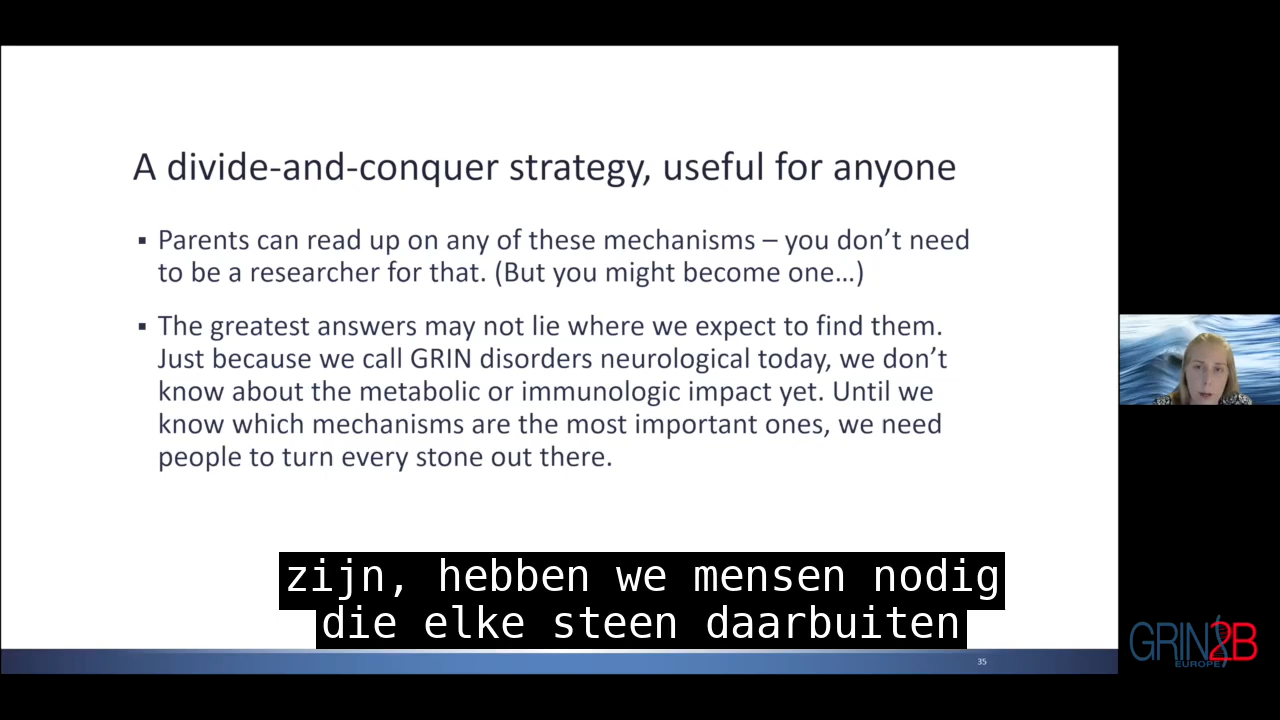 A divide-and-conquer strategy, useful for anyone
▪ Parents can read up on any of these mechanisms – you don’t need
to be a researcher for that. (But you might become one…)
▪ The greatest answers may not lie where we expect to find them.
Just because we call GRIN disorders neurological today, we don’t
know about the metabolic or immunologic impact yet. Until we
know which mechanisms are the most important ones, we need
people to turn every stone out there.
zijn, hebben we mensen nodig
die elke steen daarbuiten
35
GRIN2B
EUROPE